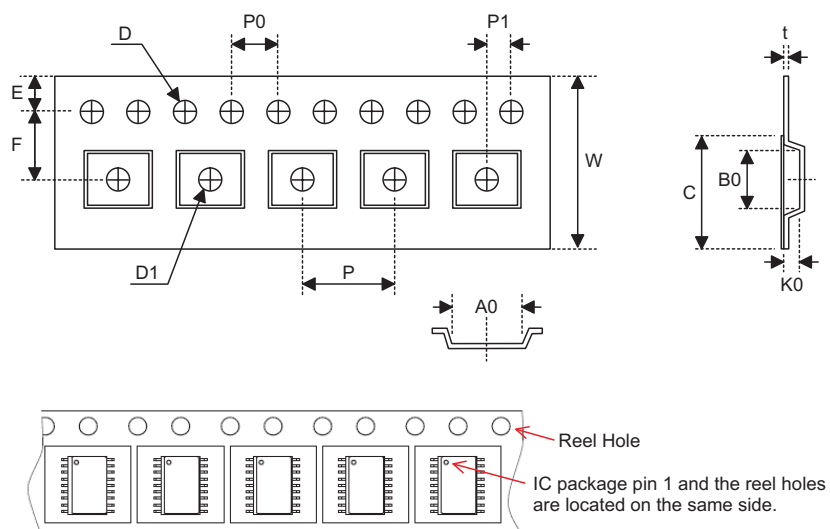 D
P0
P1
t
E
F
W
C
B0
D1
P
K0
A0
Reel Hole
IC package pin 1 and the reel holes
are located on the same side.